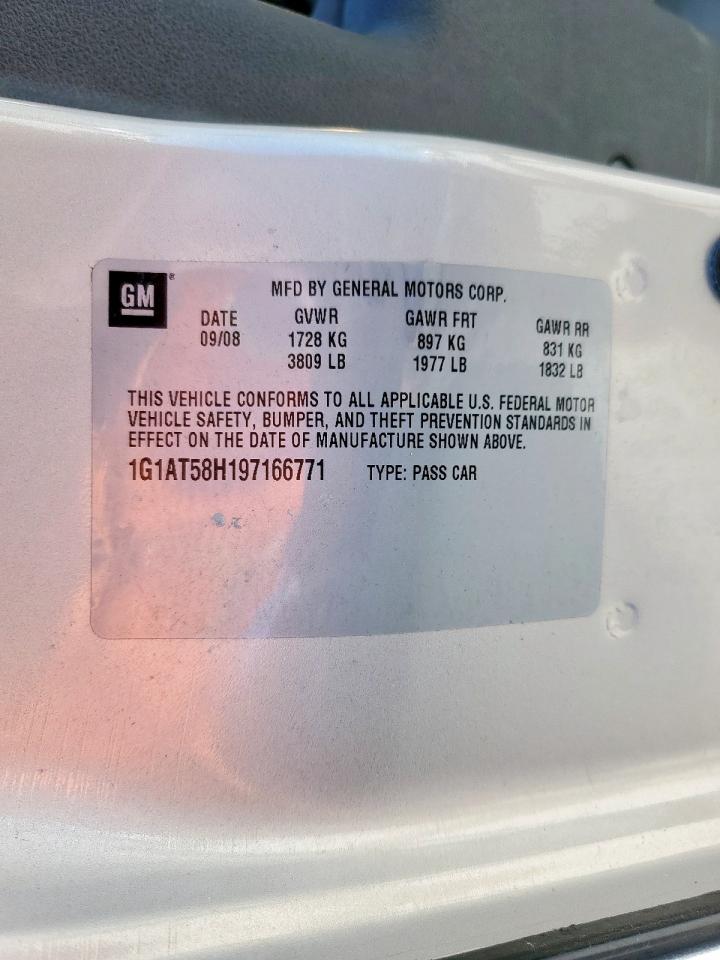 GM®
MFD BY GENERAL MOTORS CORP.
DATE GVWR GAWR FRT GAWR RR
09/08 1728 KG 897 KG 831 KG
3809 LB 1977 LB 1832 LB
THIS VEHICLE CONFORMS TO ALL APPLICABLE U.S. FEDERAL MOTOR
VEHICLE SAFETY, BUMPER, AND THEFT PREVENTION STANDARDS IN
EFFECT ON THE DATE OF MANUFACTURE SHOWN ABOVE.
1G1AT58H197166771 TYPE: PASS CAR